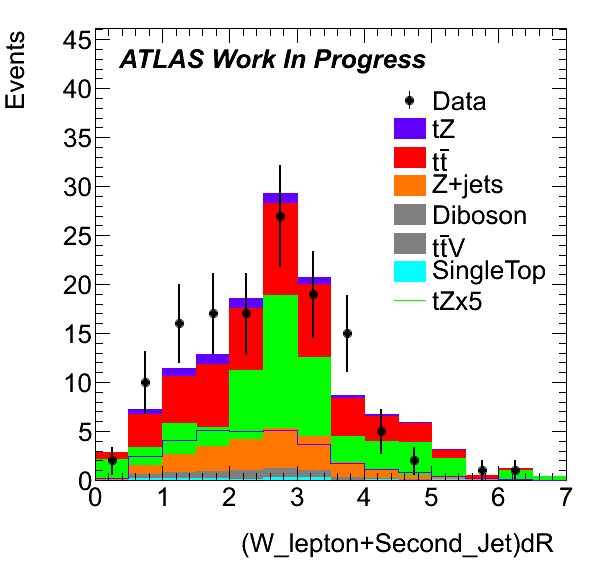 Events
45
40
35
30
25
20
15
10
5
0
ATLAS Work In Progress
Data
tZ
tt̄
Z+jets
Diboson
tt̄V
SingleTop
tZx5
0 1 2 3 4 5 6 7
(W_lepton+Second_Jet)dR